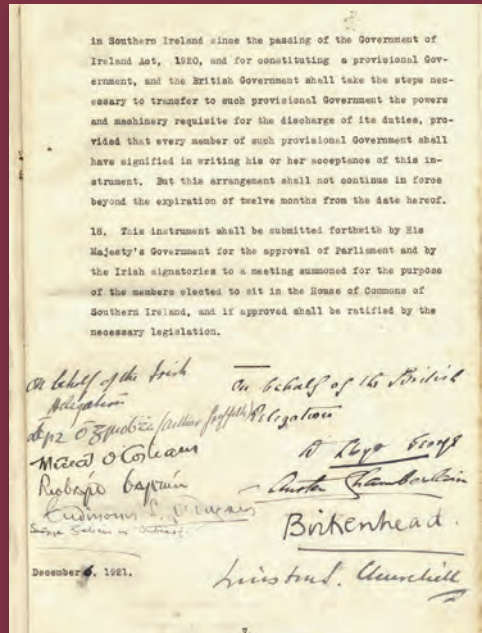 in Southern Ireland since the passing of the Government of
Ireland Act, 1920, and for constituting a provisional Gov-
ernment, and the British Government shall take the steps nec-
essary to transfer to such provisional Government the powers
and machinery requisite for the discharge of its duties, pro-
vided that every member of such provisional Government shall
have signified in writing his or her acceptance of this in-
strument. But this arrangement shall not continue in force
beyond the expiration of twelve months from the date hereof.
18. This instrument shall be submitted forthwith by His
Majesty's Government for the approval of Parliament and by
the Irish signatories to a meeting summoned for the purpose
of the members elected to sit in the House of Commons of
Southern Ireland, and if approved shall be ratified by the
necessary legislation.
On behalf of the Irish
Delegation
(Arthur Griffith)
On behalf of the British
Delegation
D Lloyd George
Austen Chamberlain
Birkenhead.
Winston S. Churchill
December 6, 1921.
7.